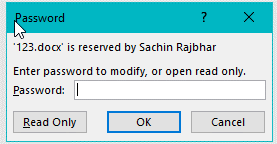 Password ? ×
'123.docx' is reserved by Sachin Rajbhar
Enter password to modify, or open read only.
Password:
Read Only OK Cancel